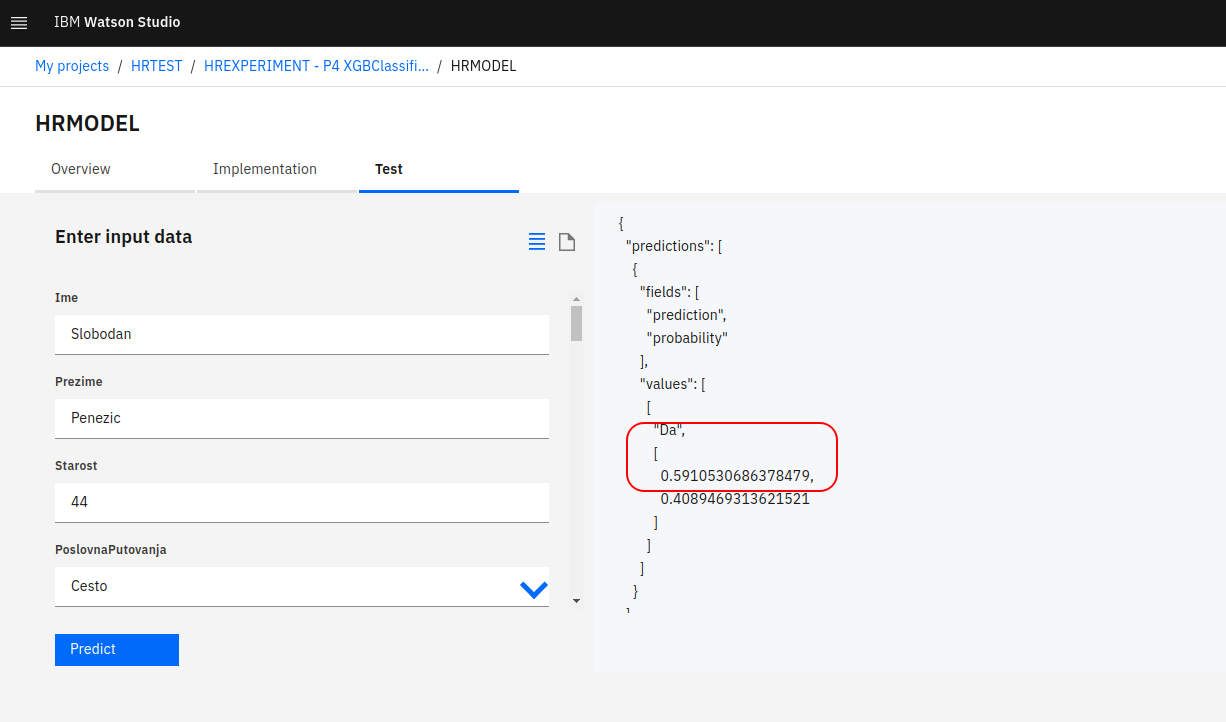 IBM Watson Studio
My projects / HRTEST / HREXPERIMENT - P4 XGBClassifi... / HRMODEL
HRMODEL
Overview
Implementation
Test
Enter input data
Ime
Slobodan
Prezime
Penezic
Starost
44
PoslovnaPutovanja
Cesto
Predict
{
"predictions": [
{
"fields": [
"prediction",
"probability"
],
"values": [
[
"Da",
[
0.5910530686378479,
0.4089469313621521
]
]
]
}
]